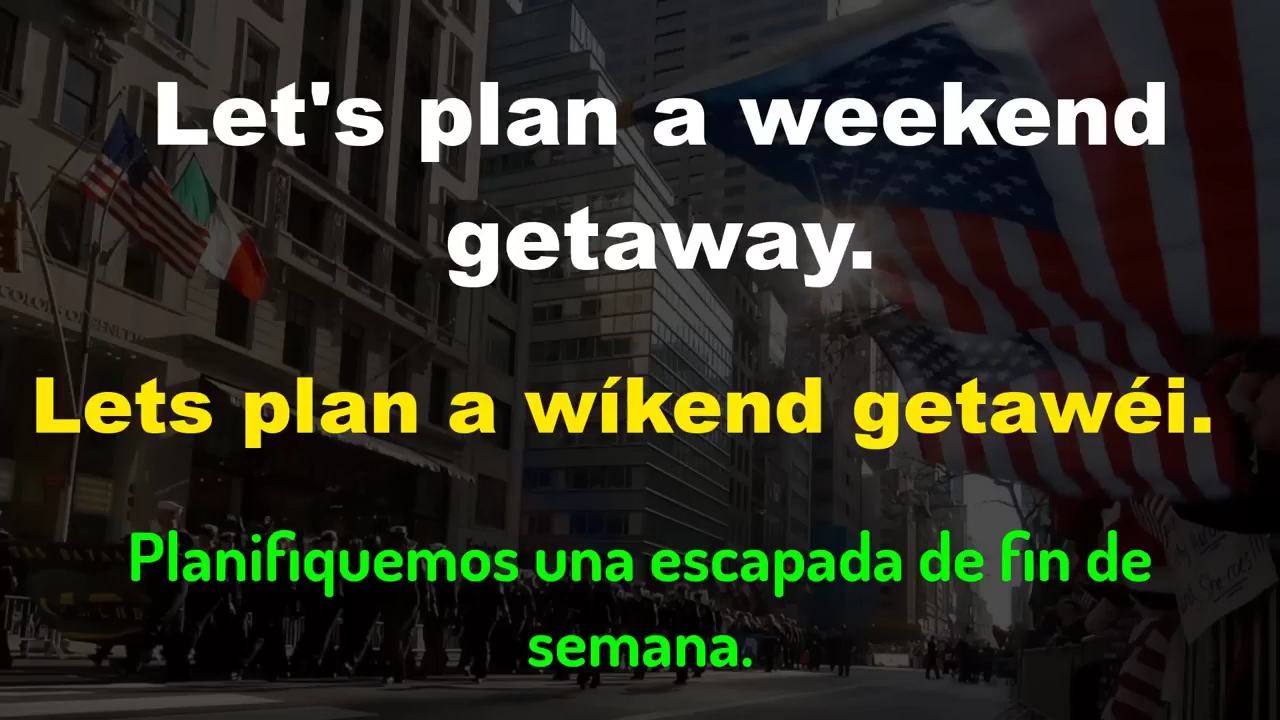 Let's plan a weekend
getaway.
Lets plan a wíkend getawéi.
Planifiquemos una escapada de fin de
semana.